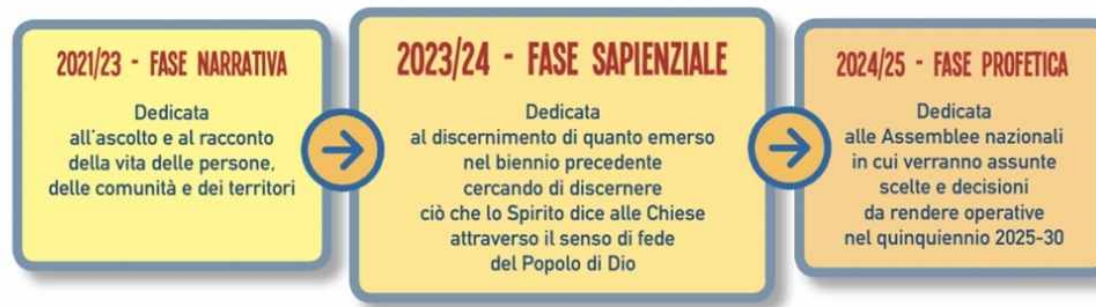 2021/23 - FASE NARRATIVA
Dedicata
all'ascolto e al racconto
della vita delle persone,
delle comunità e dei territori
2023/24 - FASE SAPIENZIALE
Dedicata
al discernimento di quanto emerso
nel biennio precedente
cercando di discernere
ciò che lo Spirito dice alle Chiese
attraverso il senso di fede
del Popolo di Dio
2024/25 - FASE PROFETICA
Dedicata
alle Assemblee nazionali
in cui verranno assunte
scelte e decisioni
da rendere operative
nel quinquiennio 2025-30